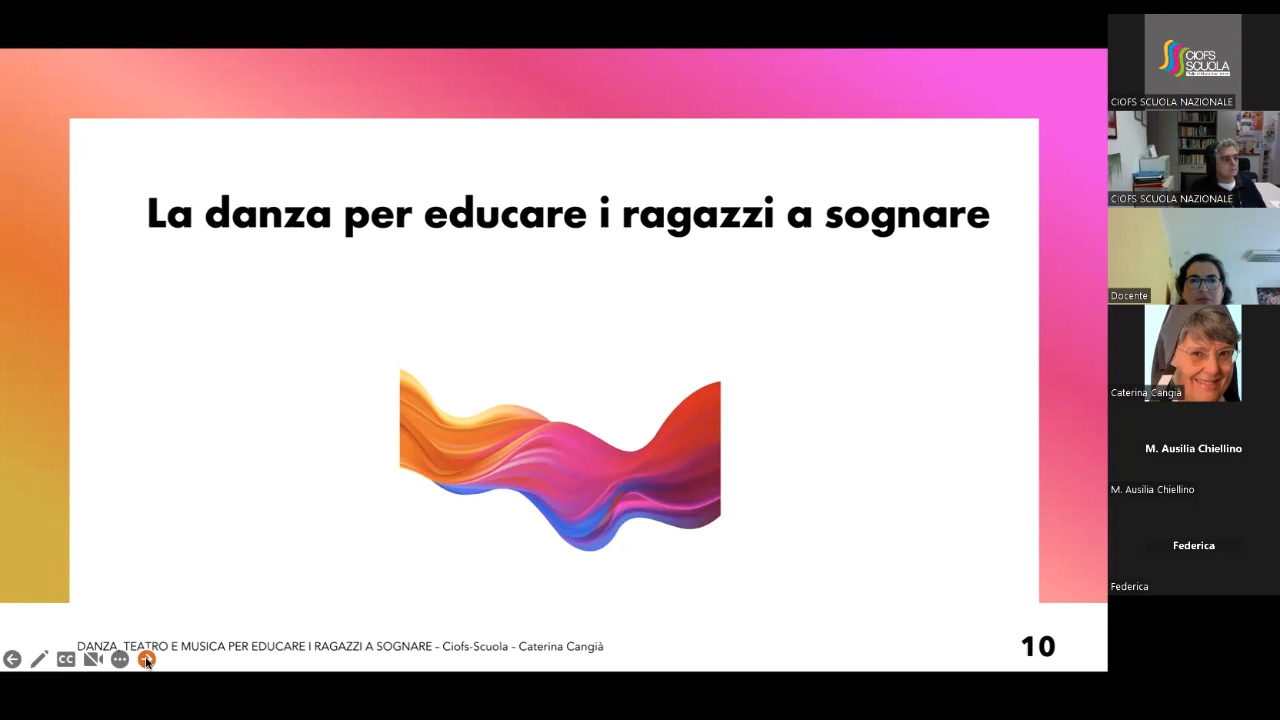 La danza per educare i ragazzi a sognare
DANZA, TEATRO E MUSICA PER EDUCARE I RAGAZZI A SOGNARE - Ciofs-Scuola - Caterina Cangià
10
CC
CIOFS
SCUOLA
CIOFS SCUOLA NAZIONALE
CIOFS SCUOLA NAZIONALE
Docente
Caterina Cangià
M. Ausilia Chiellino
M. Ausilia Chiellino
Federica
Federica